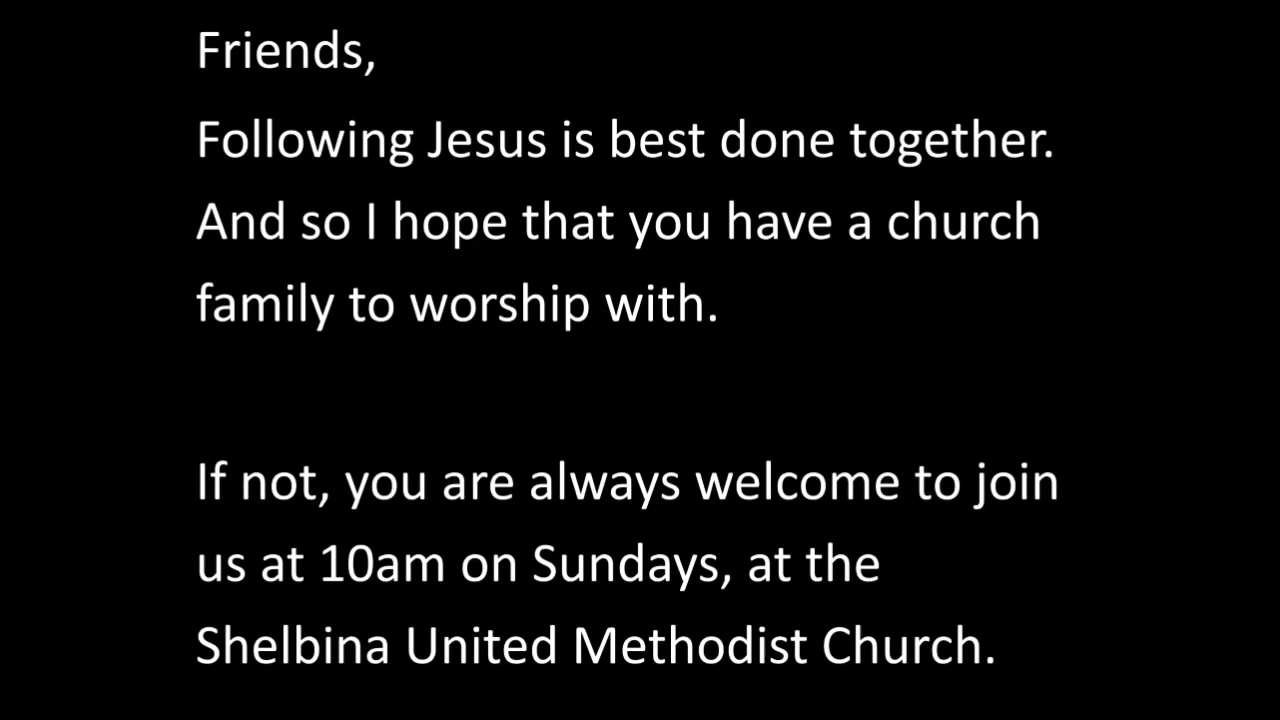 Friends,
Following Jesus is best done together.
And so I hope that you have a church
family to worship with.
If not, you are always welcome to join
us at 10am on Sundays, at the
Shelbina United Methodist Church.